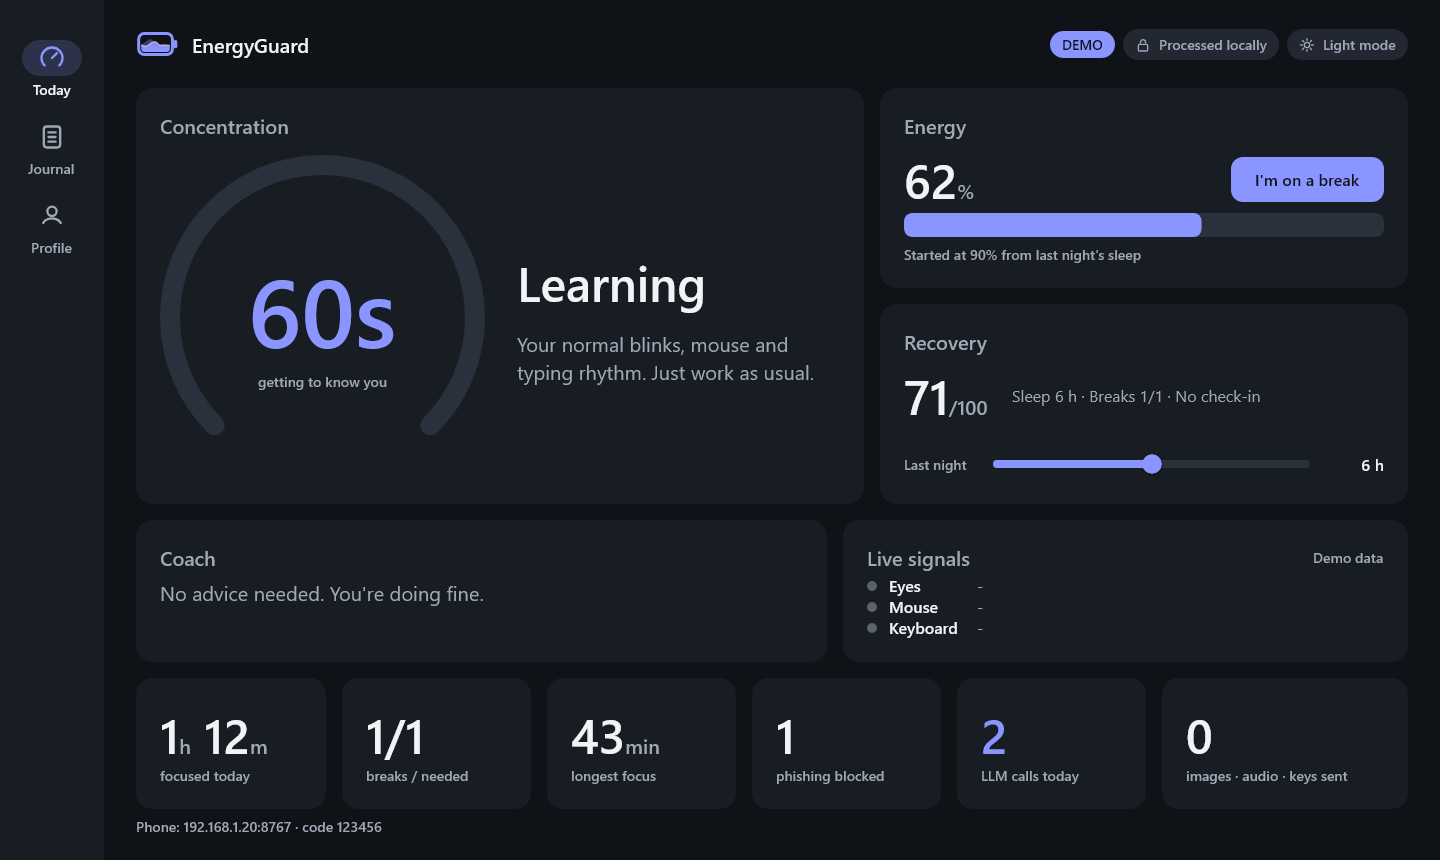 EnergyGuard
DEMO
Processed locally
Light mode
Today
Journal
Profile
Concentration
60s
getting to know you
Learning
Your normal blinks, mouse and
typing rhythm. Just work as usual.
Energy
62%
I'm on a break
Started at 90% from last night's sleep
Recovery
71/100
Sleep 6 h · Breaks 1/1 · No check-in
Last night
6 h
Coach
No advice needed. You're doing fine.
Live signals
Demo data
Eyes -
Mouse -
Keyboard -
1h 12m
focused today
1/1
breaks / needed
43min
longest focus
1
phishing blocked
2
LLM calls today
0
images · audio · keys sent
Phone: 192.168.1.20:8767 · code 123456